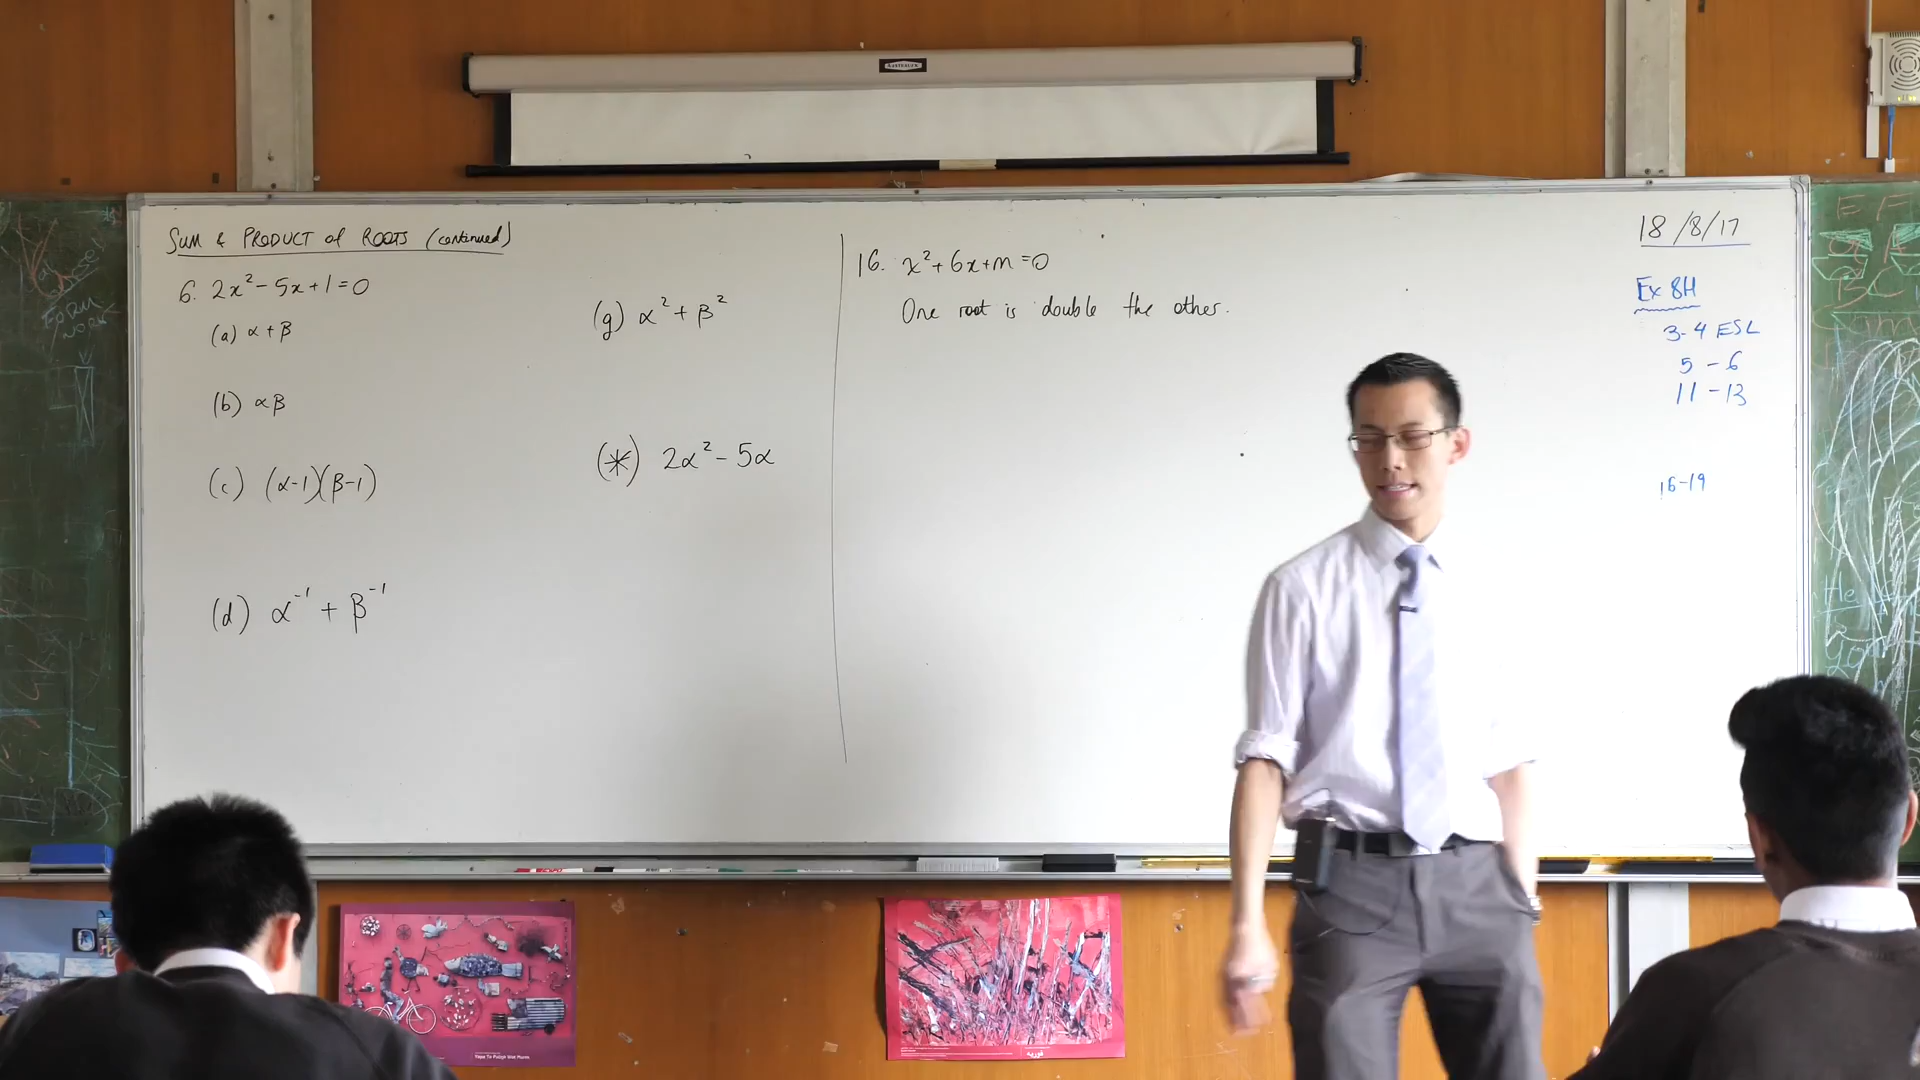 SUM & PRODUCT of ROOTS (continued)
6. 2x² - 5x + 1 = 0
(a) α + β
(b) αβ
(c) (α-1)(β-1)
(d) α⁻¹ + β⁻¹
(g) α² + β²
(*) 2α² - 5α
16. x² + 6x + m = 0
One root is double the other.
18/8/17
Ex 8H
3-4 ESL
5 - 6
11 - 13
16-19